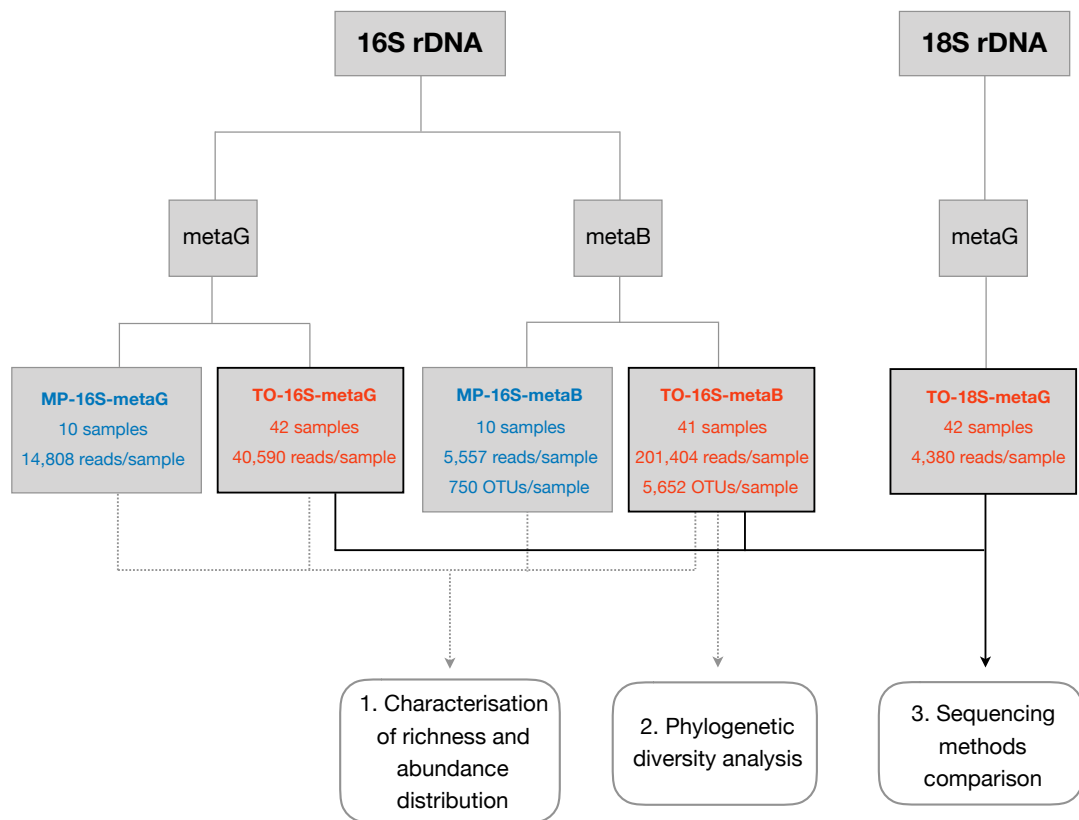 16S rDNA
18S rDNA
metaG
metaB
metaG
MP-16S-metaG
10 samples
14,808 reads/sample
TO-16S-metaG
42 samples
40,590 reads/sample
MP-16S-metaB
10 samples
5,557 reads/sample
750 OTUs/sample
TO-16S-metaB
41 samples
201,404 reads/sample
5,652 OTUs/sample
TO-18S-metaG
42 samples
4,380 reads/sample
1. Characterisation
of richness and
abundance
distribution
2. Phylogenetic
diversity analysis
3. Sequencing
methods
comparison